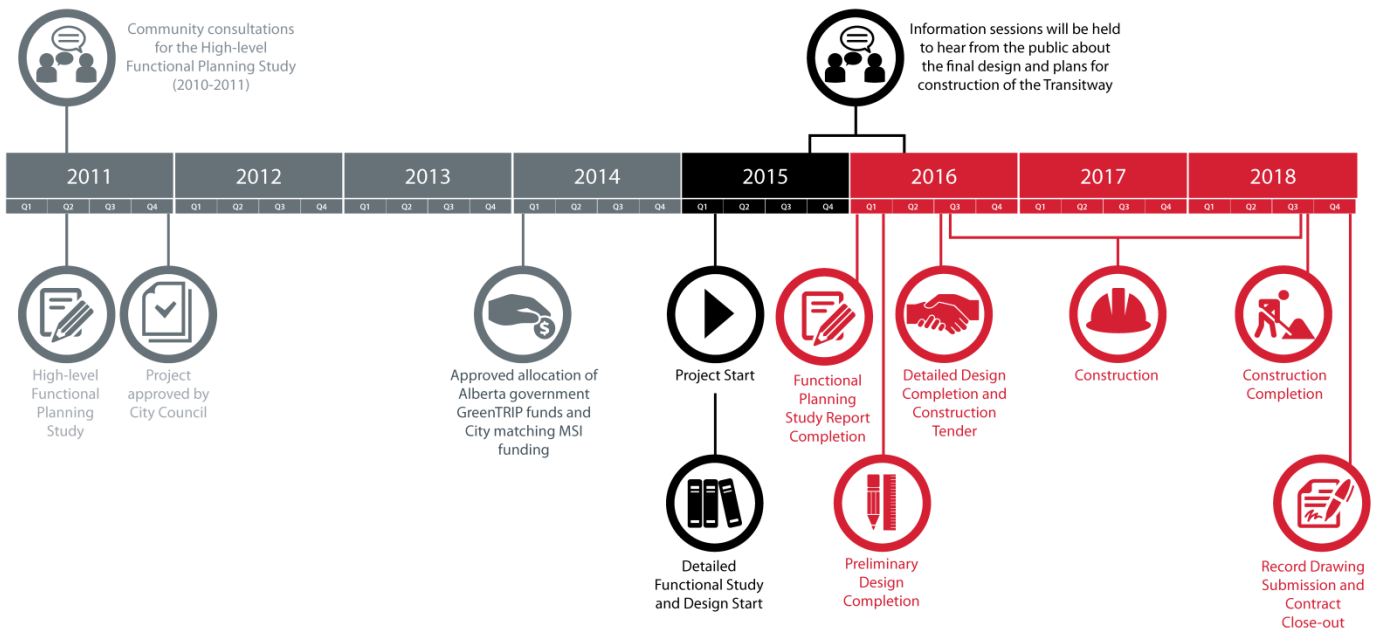 Community consultations
for the High-level
Functional Planning Study
(2010-2011)
Information sessions will be held
to hear from the public about
the final design and plans for
construction of the Transitway
2011 2012 2013 2014 2015 2016 2017 2018
Q1 Q2 Q3 Q4 Q1 Q2 Q3 Q4 Q1 Q2 Q3 Q4 Q1 Q2 Q3 Q4 Q1 Q2 Q3 Q4 Q1 Q2 Q3 Q4 Q1 Q2 Q3 Q4 Q1 Q2 Q3 Q4
$
High-level
Functional
Planning
Study
Project
approved by
City Council
Approved allocation of
Alberta government
GreenTRIP funds and
City matching MSI
funding
Project Start
Functional
Planning
Study Report
Completion
Detailed Design
Completion and
Construction
Tender
Construction
Construction
Completion
Detailed
Functional Study
and Design Start
Preliminary
Design
Completion
Record Drawing
Submission and
Contract
Close-out